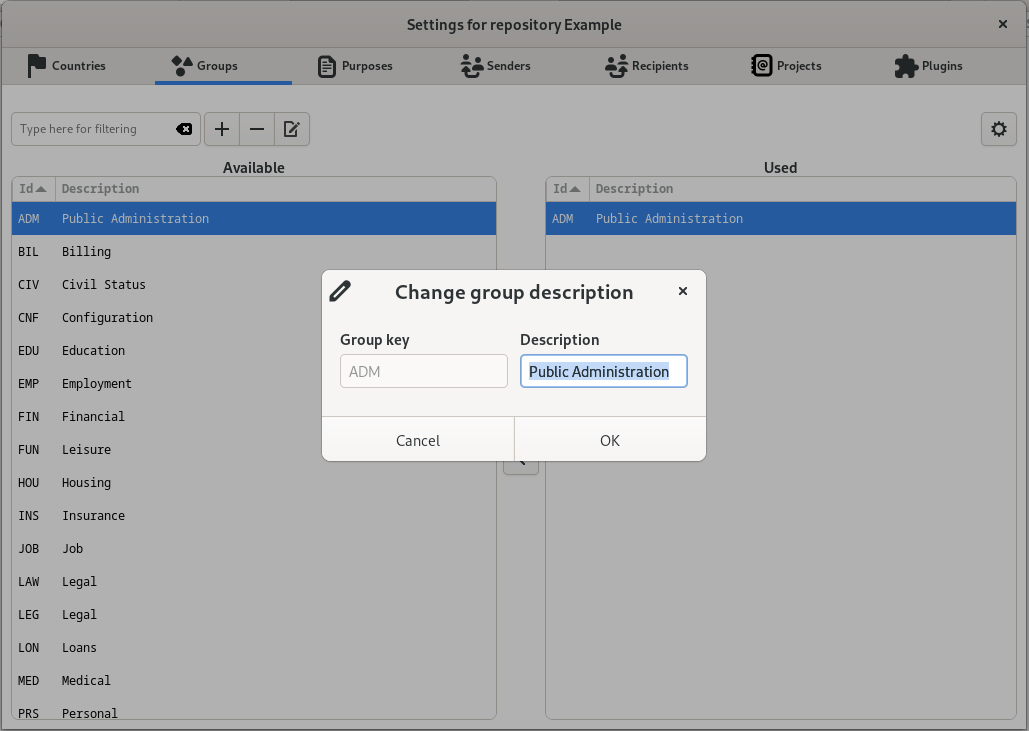 Settings for repository Example
Countries Groups Purposes Senders Recipients Projects Plugins
Type here for filtering
Available Used
Id Description Id Description
ADM Public Administration ADM Public Administration
BIL Billing
CIV Civil Status
Change group description
CNF Configuration
Group key Description
EDU Education
ADM Public Administration
EMP Employment
FIN Financial
Cancel OK
FUN Leisure
HOU Housing
INS Insurance
JOB Job
LAW Legal
LEG Legal
LON Loans
MED Medical
PRS Personal